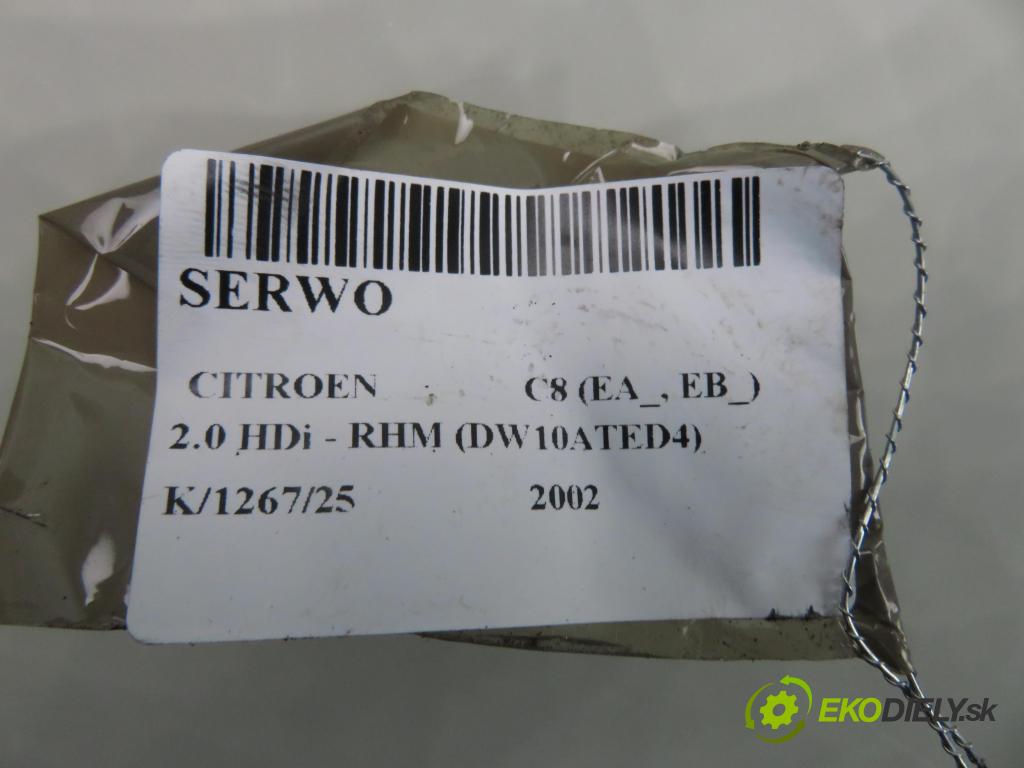 SERWO
CITROEN C8 (EA_, EB_)
2.0 HDi - RHM (DW10ATED4)
K/1267/25 2002
EKODIELY.sk